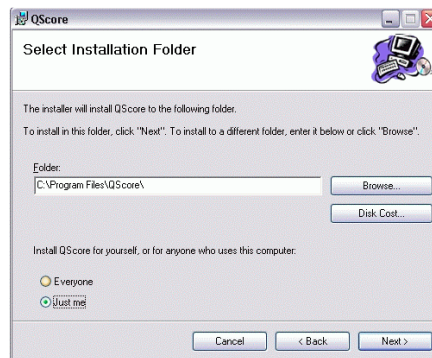 QScore
Select Installation Folder
The installer will install QScore to the following folder.
To install in this folder, click "Next". To install to a different folder, enter it below or click "Browse".
Folder:
C:\Program Files\QScore\
Browse...
Disk Cost...
Install QScore for yourself, or for anyone who uses this computer:
Everyone
Just me
Cancel
< Back
Next >